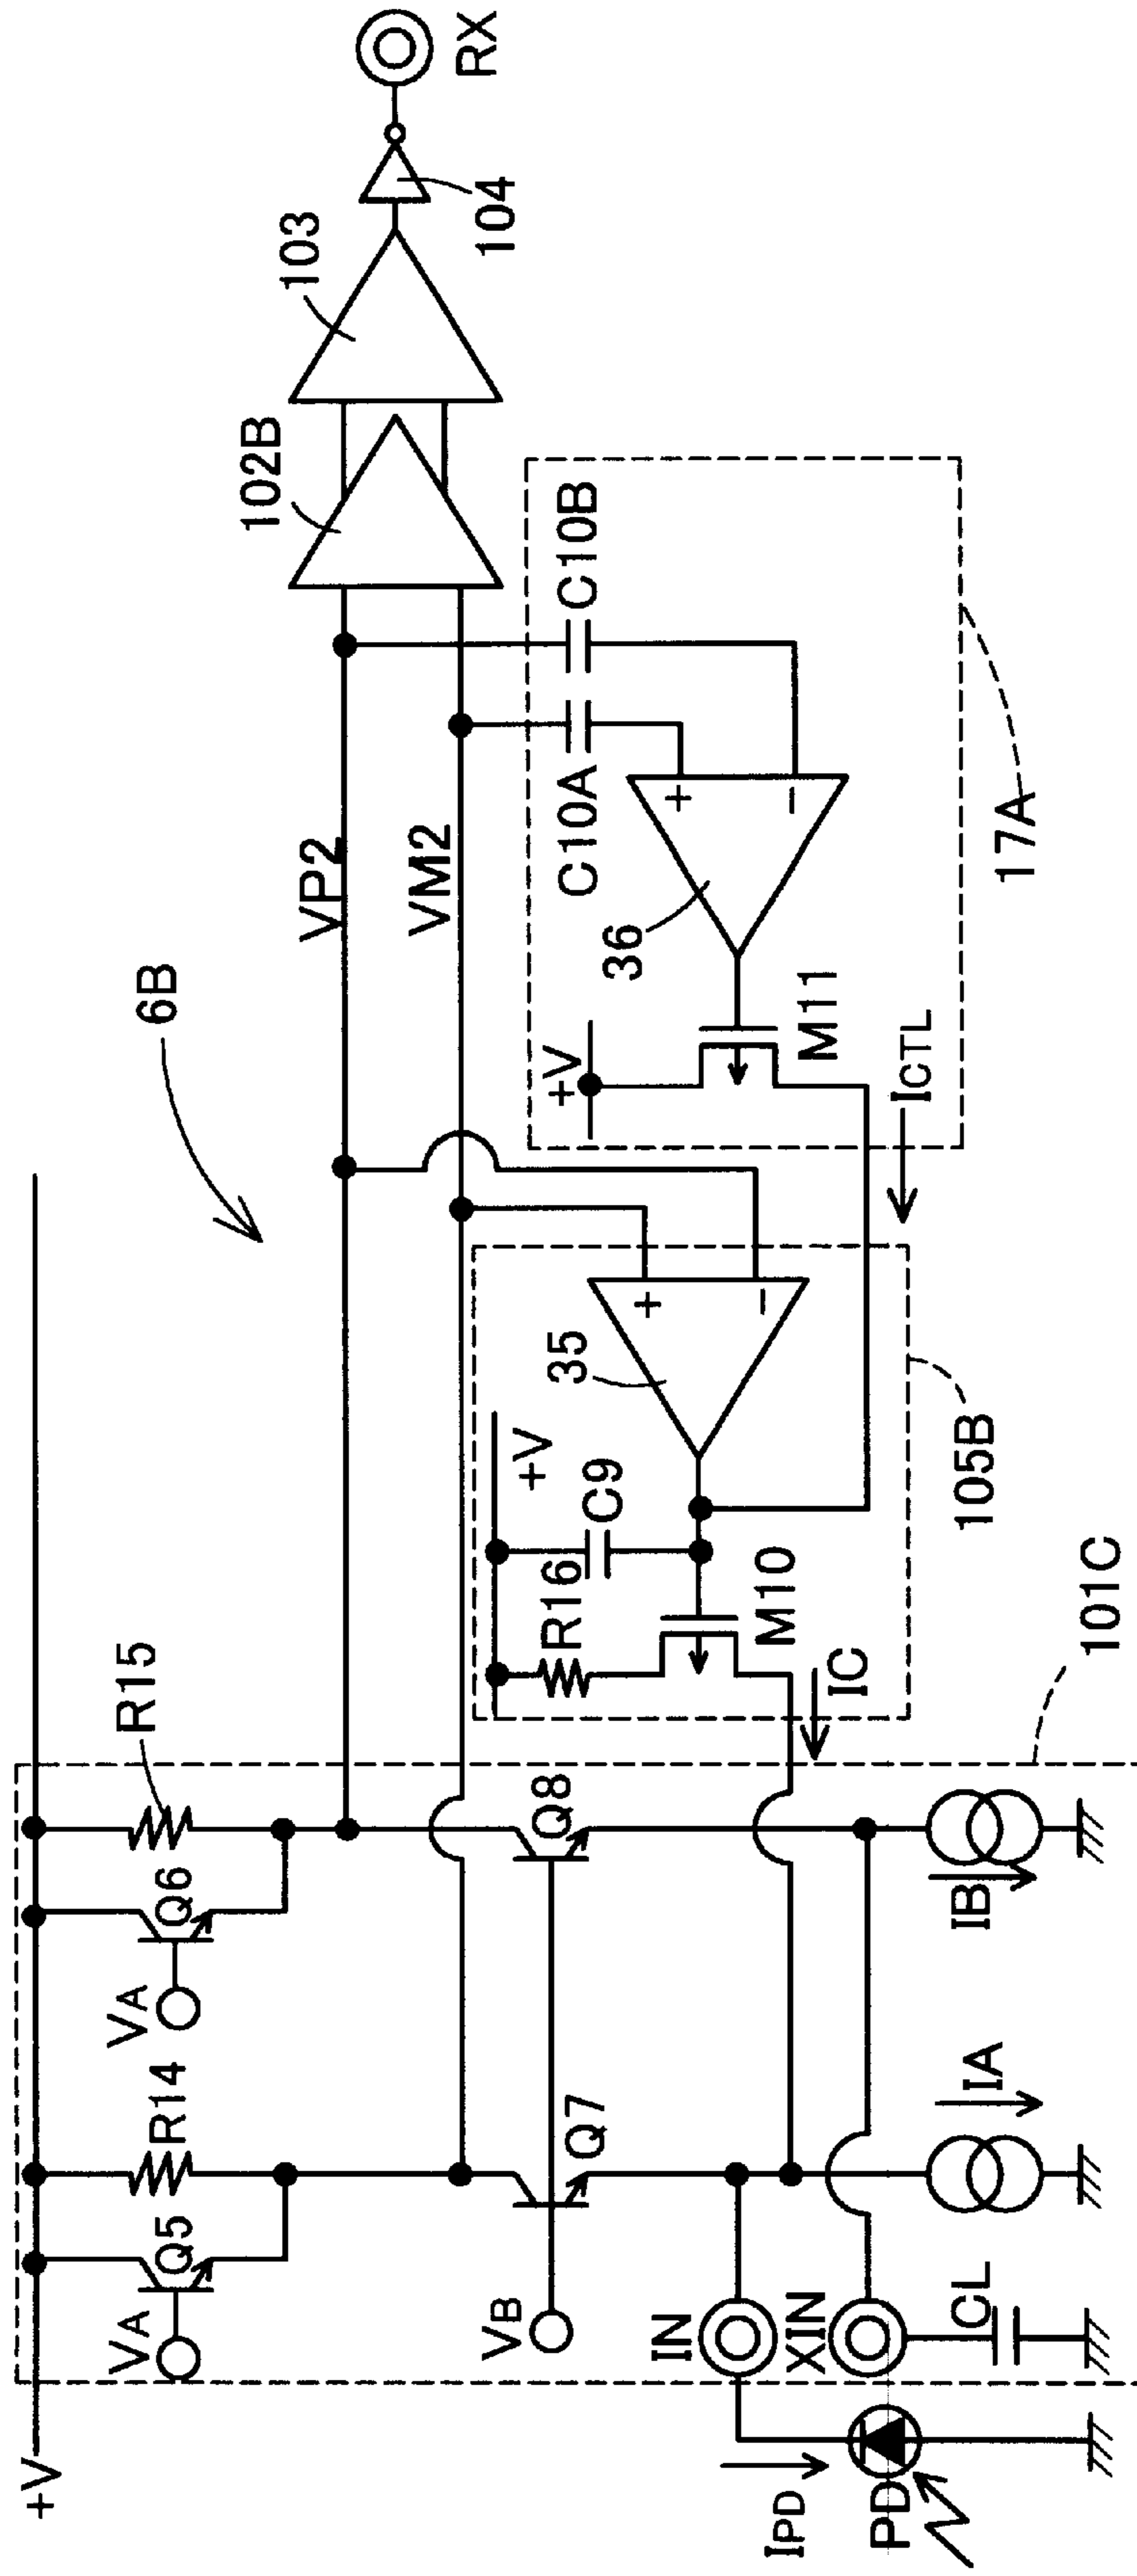 6B
+V
VA
Q5
R14
VA
Q6
R15
VP2
VM2
102B
103
104
RX
VB
Q7
Q8
+V
R16
C9
M10
35
+
−
105B
IC
+V
M11
36
+
−
C10A
C10B
17A
ICTL
IN
XIN
CL
IPD
PD
IA
IB
101C